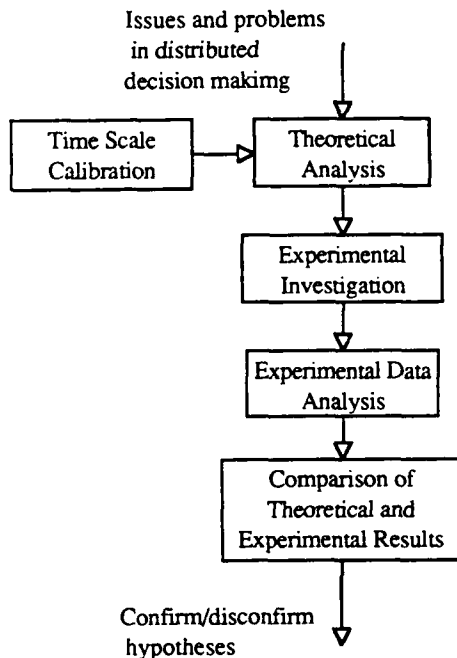 Issues and problems
in distributed
decision makimg
Time Scale
Calibration
Theoretical
Analysis
Experimental
Investigation
Experimental Data
Analysis
Comparison of
Theoretical and
Experimental Results
Confirm/disconfirm
hypotheses